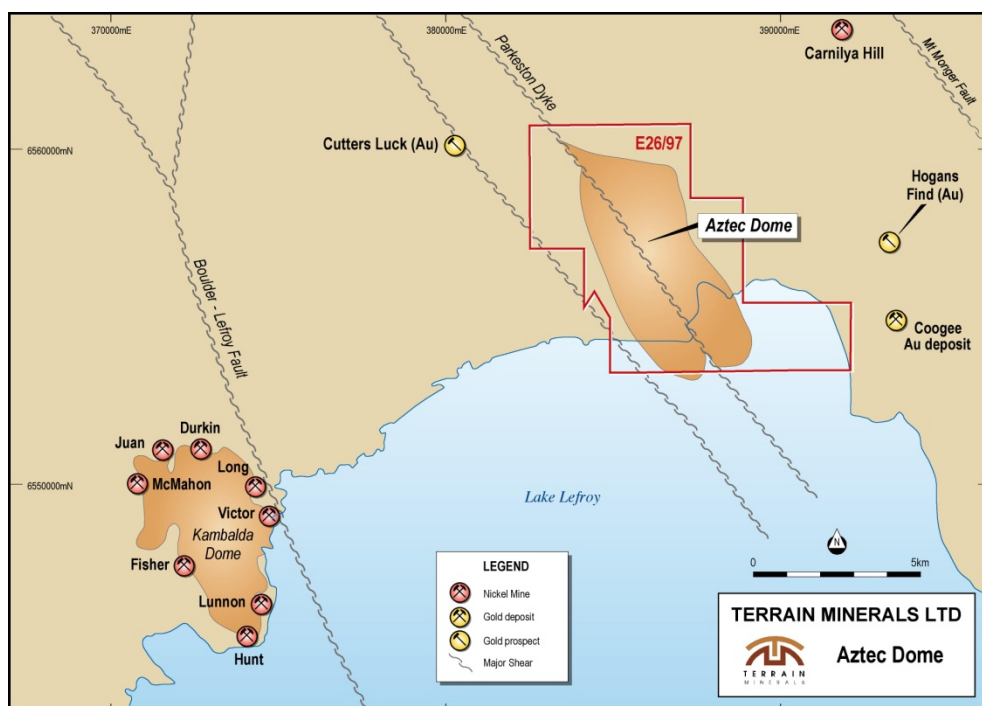 370000mE
380000mE
390000mE
Carnilya Hill
Mt Monger Fault
Parkeston Dyke
Cutters Luck (Au)
6560000mN
E26/97
Hogans
Find (Au)
Aztec Dome
Boulder - Lefroy Fault
Coogee
Au deposit
Juan
Durkin
Long
McMahon
6550000mN
Victor
Kambalda
Dome
Lake Lefroy
Fisher
Lunnon
Hunt
LEGEND
Nickel Mine
Gold deposit
Gold prospect
Major Shear
N
0
5km
TERRAIN MINERALS LTD
Aztec Dome
TERRAIN
MINERALS